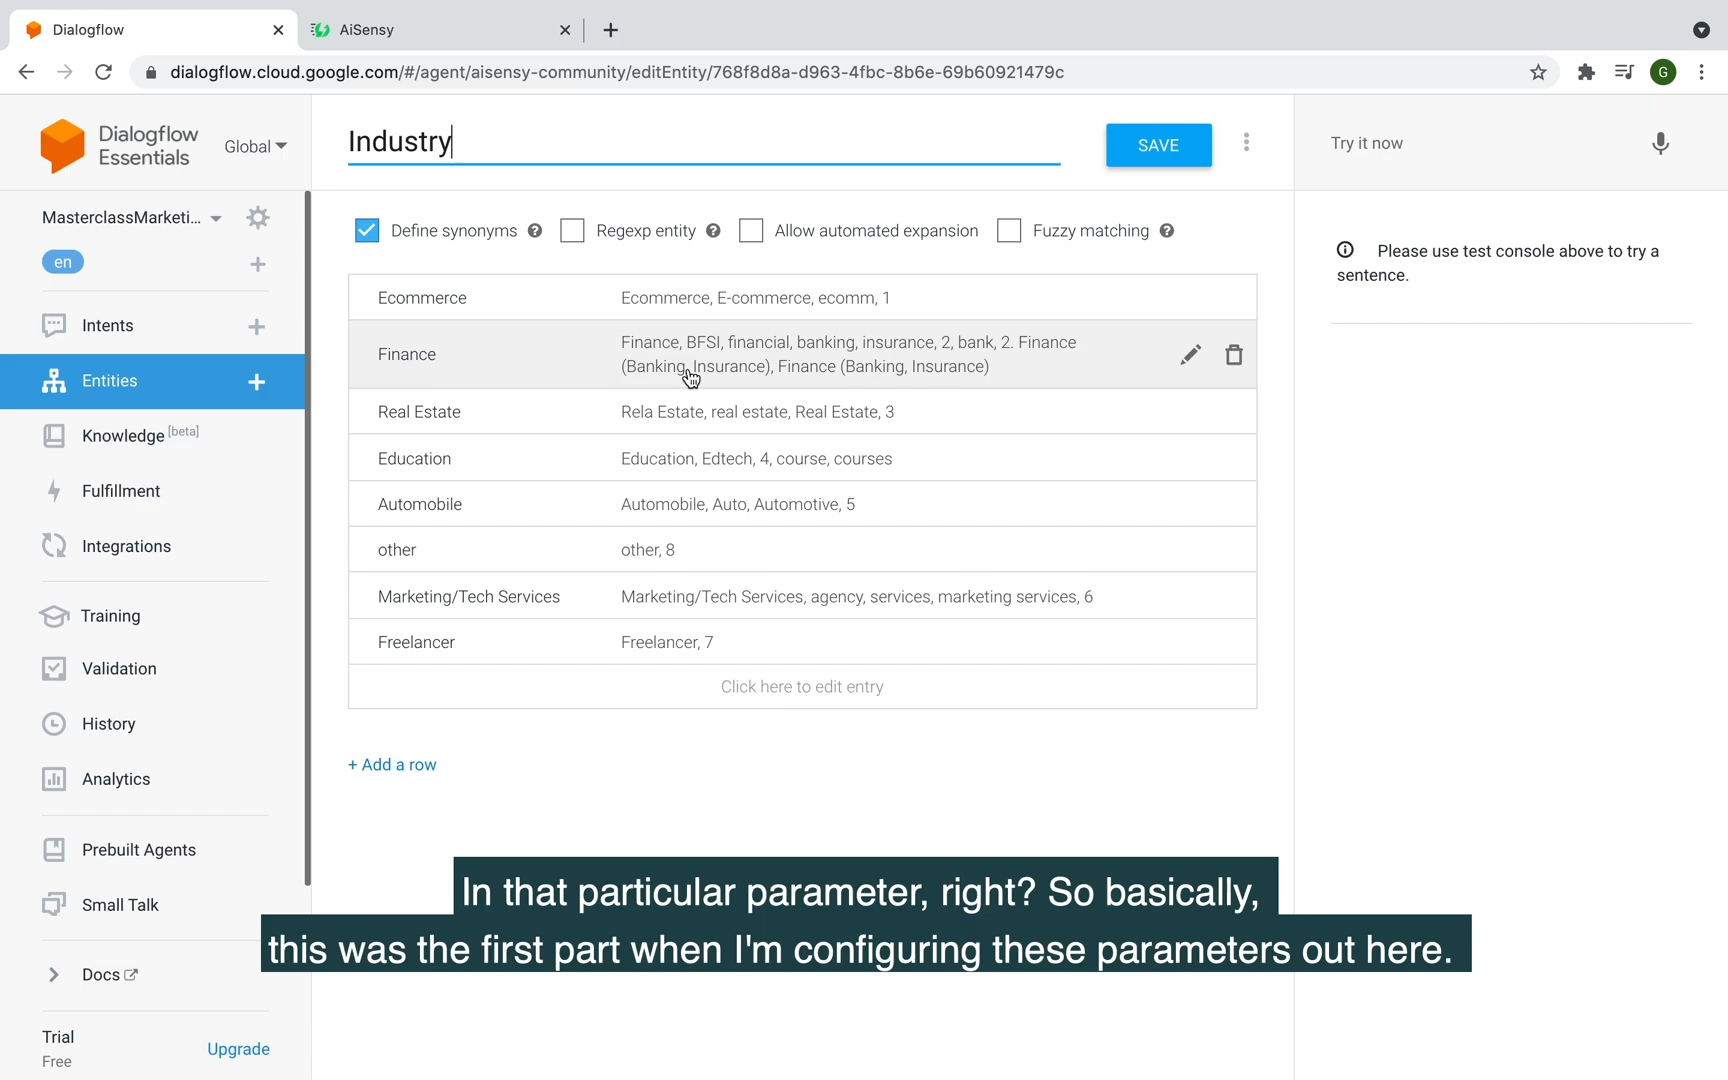 Dialogflow
AiSensy
dialogflow.cloud.google.com/#/agent/aisensy-community/editEntity/768f8d8a-d963-4fbc-8b6e-69b60921479c
G
Dialogflow
Essentials
Global
Industry
SAVE
Try it now
MasterclassMarketi...
en
Define synonyms
Regexp entity
Allow automated expansion
Fuzzy matching
Please use test console above to try a
sentence.
Intents
Entities
Knowledge [beta]
Fulfillment
Integrations
Training
Validation
History
Analytics
Prebuilt Agents
Small Talk
Docs
Trial
Free
Upgrade
Ecommerce
Ecommerce, E-commerce, ecomm, 1
Finance
Finance, BFSI, financial, banking, insurance, 2, bank, 2. Finance
(Banking, Insurance), Finance (Banking, Insurance)
Real Estate
Rela Estate, real estate, Real Estate, 3
Education
Education, Edtech, 4, course, courses
Automobile
Automobile, Auto, Automotive, 5
other
other, 8
Marketing/Tech Services
Marketing/Tech Services, agency, services, marketing services, 6
Freelancer
Freelancer, 7
Click here to edit entry
+ Add a row
In that particular parameter, right? So basically,
this was the first part when I'm configuring these parameters out here.